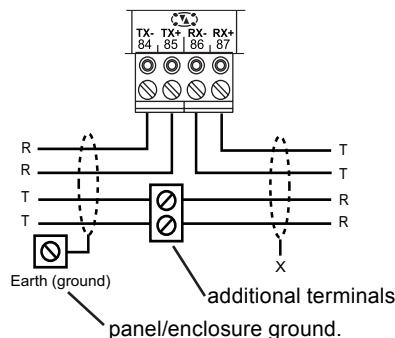 TX- TX+ RX- RX+
84 85 86 87
R T
R T
T R
T R
X
Earth (ground)
additional terminals
panel/enclosure ground.